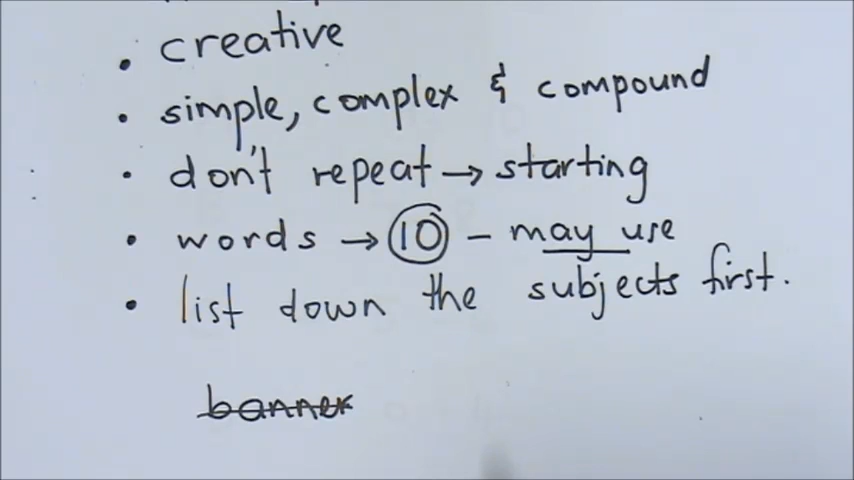 • creative
• simple, complex & compound
• don't repeat → starting
• words → 10 – may use
• list down the subjects first.
banner